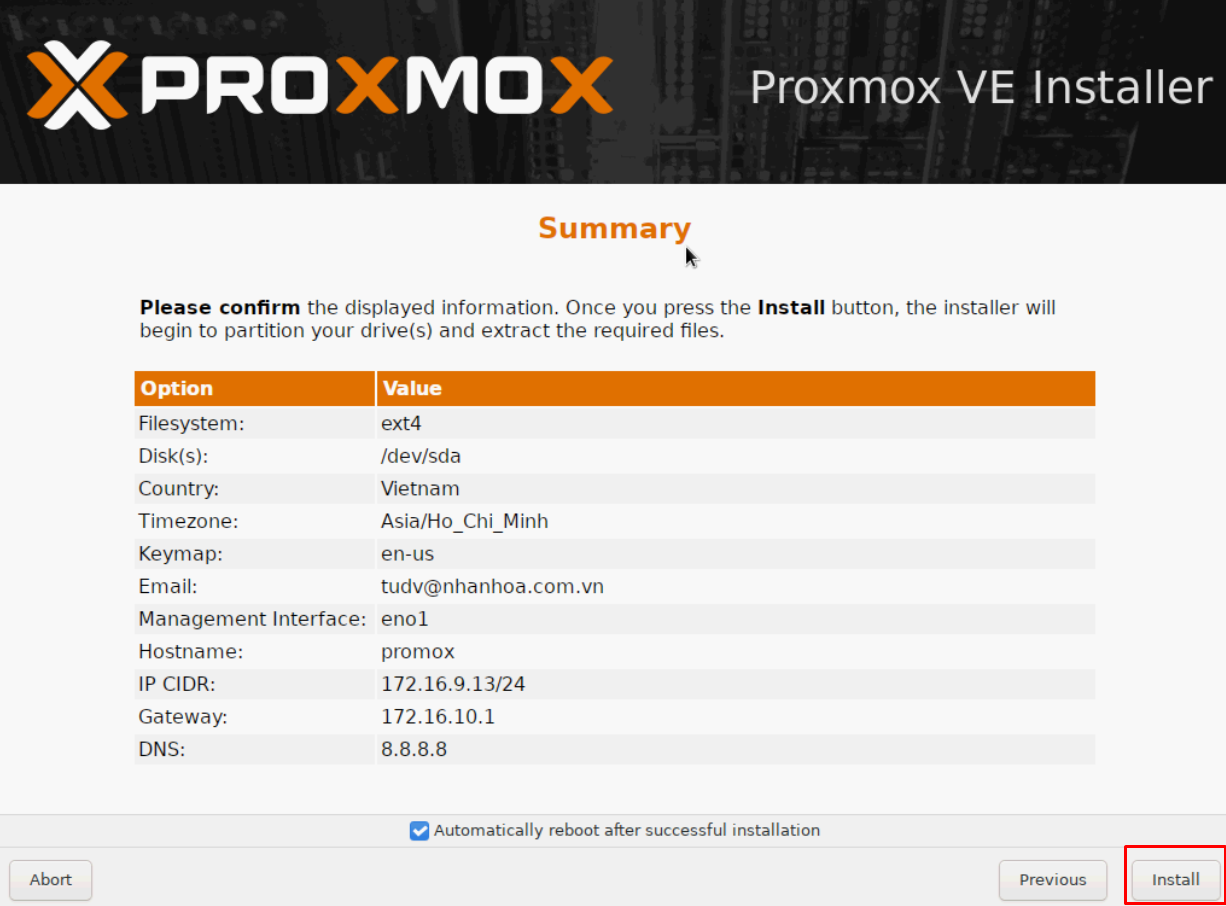 PROXMOX
Proxmox VE Installer
Summary
Please confirm the displayed information. Once you press the Install button, the installer will
begin to partition your drive(s) and extract the required files.
Option Value
Filesystem: ext4
Disk(s): /dev/sda
Country: Vietnam
Timezone: Asia/Ho_Chi_Minh
Keymap: en-us
Email: tudv@nhanhoa.com.vn
Management Interface: eno1
Hostname: promox
IP CIDR: 172.16.9.13/24
Gateway: 172.16.10.1
DNS: 8.8.8.8
Automatically reboot after successful installation
Abort Previous Install